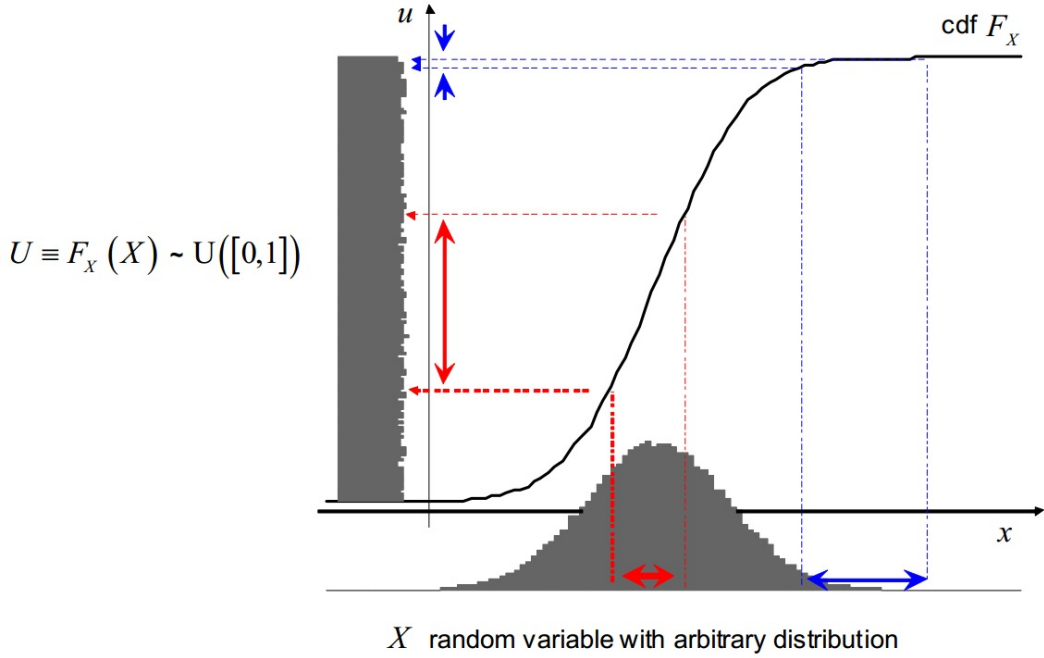 u
cdf F_X
U ≡ F_X (X) ~ U([0,1])
x
X random variable with arbitrary distribution